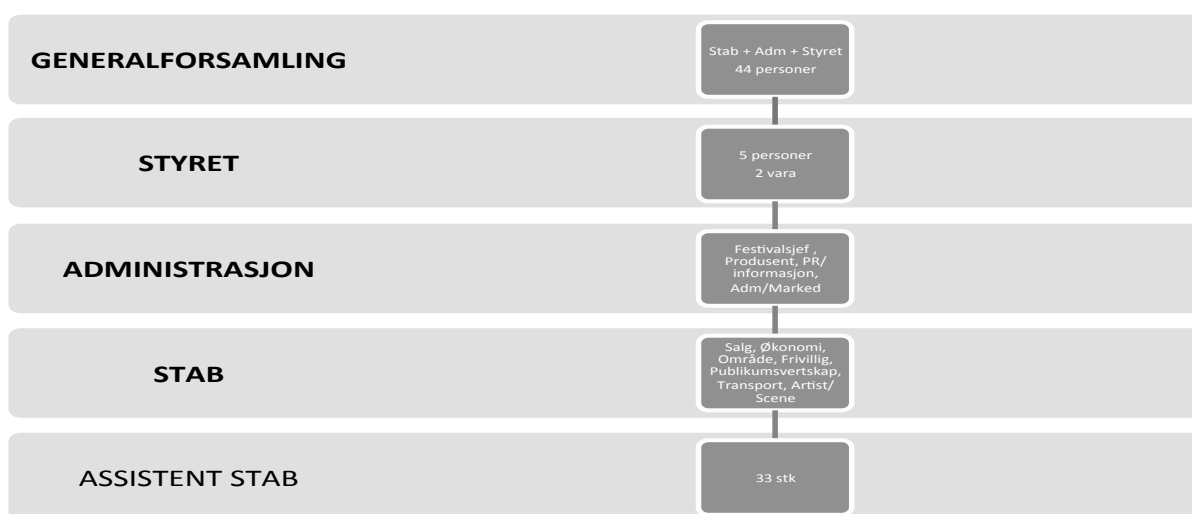 GENERALFORSAMLING
Stab + Adm + Styret
44 personer
STYRET
5 personer
2 vara
ADMINISTRASJON
Festivalsjef ,
Produsent, PR/
informasjon,
Adm/Marked
STAB
Salg, Økonomi,
Område, Frivillig,
Publikumsvertskap,
Transport, Artist/
Scene
ASSISTENT STAB
33 stk